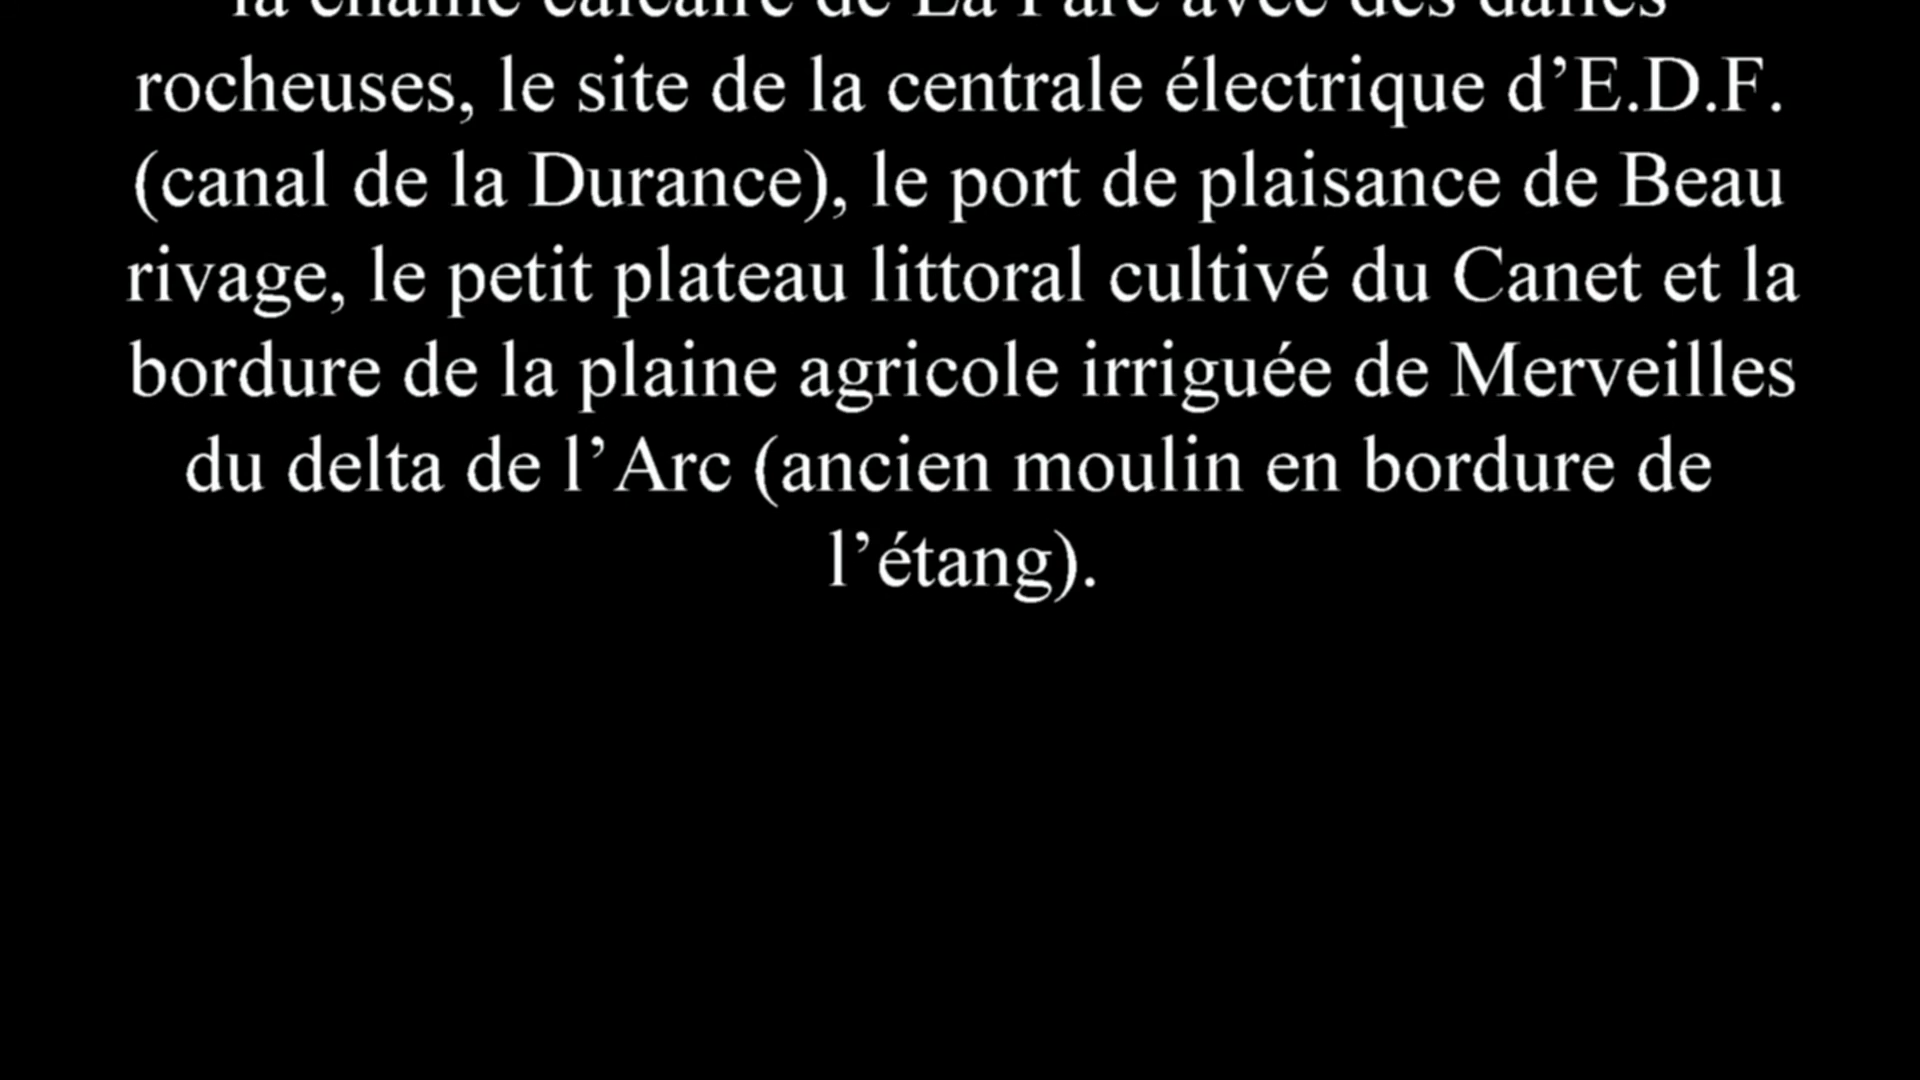 la chaîne calcaire de La Fare avec des dalles
rocheuses, le site de la centrale électrique d’E.D.F.
(canal de la Durance), le port de plaisance de Beau
rivage, le petit plateau littoral cultivé du Canet et la
bordure de la plaine agricole irriguée de Merveilles
du delta de l’Arc (ancien moulin en bordure de
l’étang).